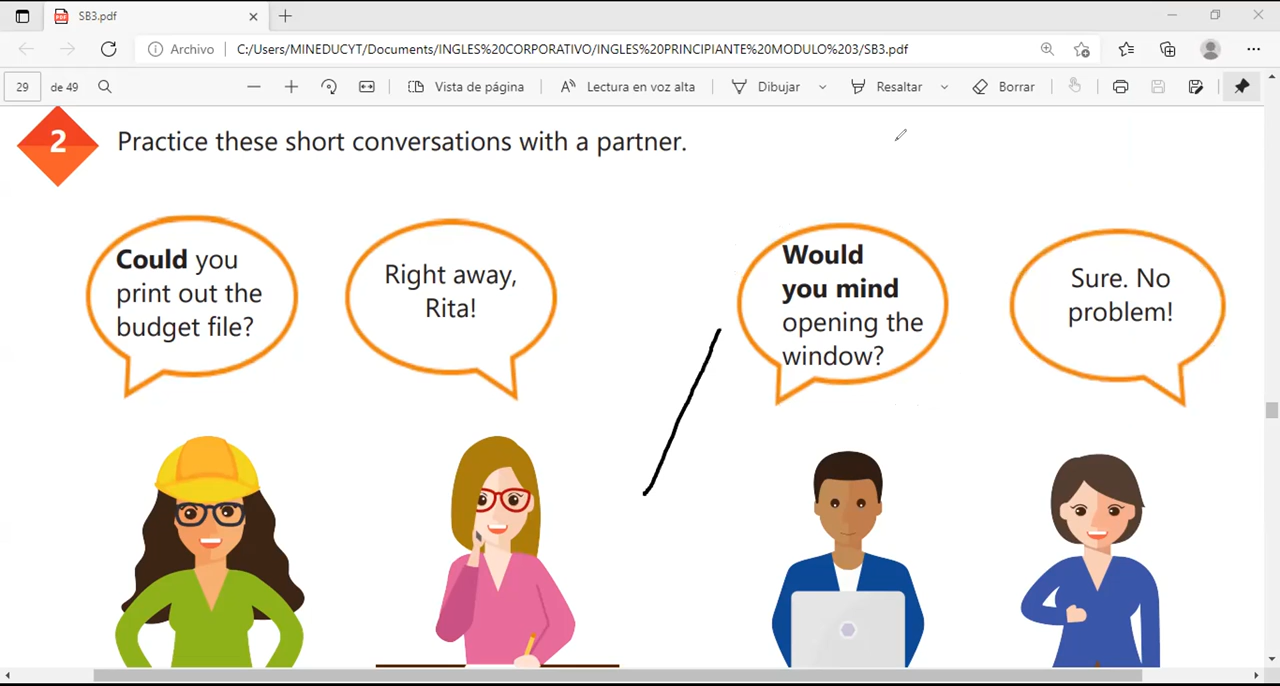 SB3.pdf
Archivo
C:/Users/MINEDUCYT/Documents/INGLES%20CORPORATIVO/INGLES%20PRINCIPIANTE%20MODULO%203/SB3.pdf
29 de 49
Vista de página
Lectura en voz alta
Dibujar
Resaltar
Borrar
2 Practice these short conversations with a partner.
Could you
print out the
budget file?
Right away,
Rita!
Would
you mind
opening the
window?
Sure. No
problem!